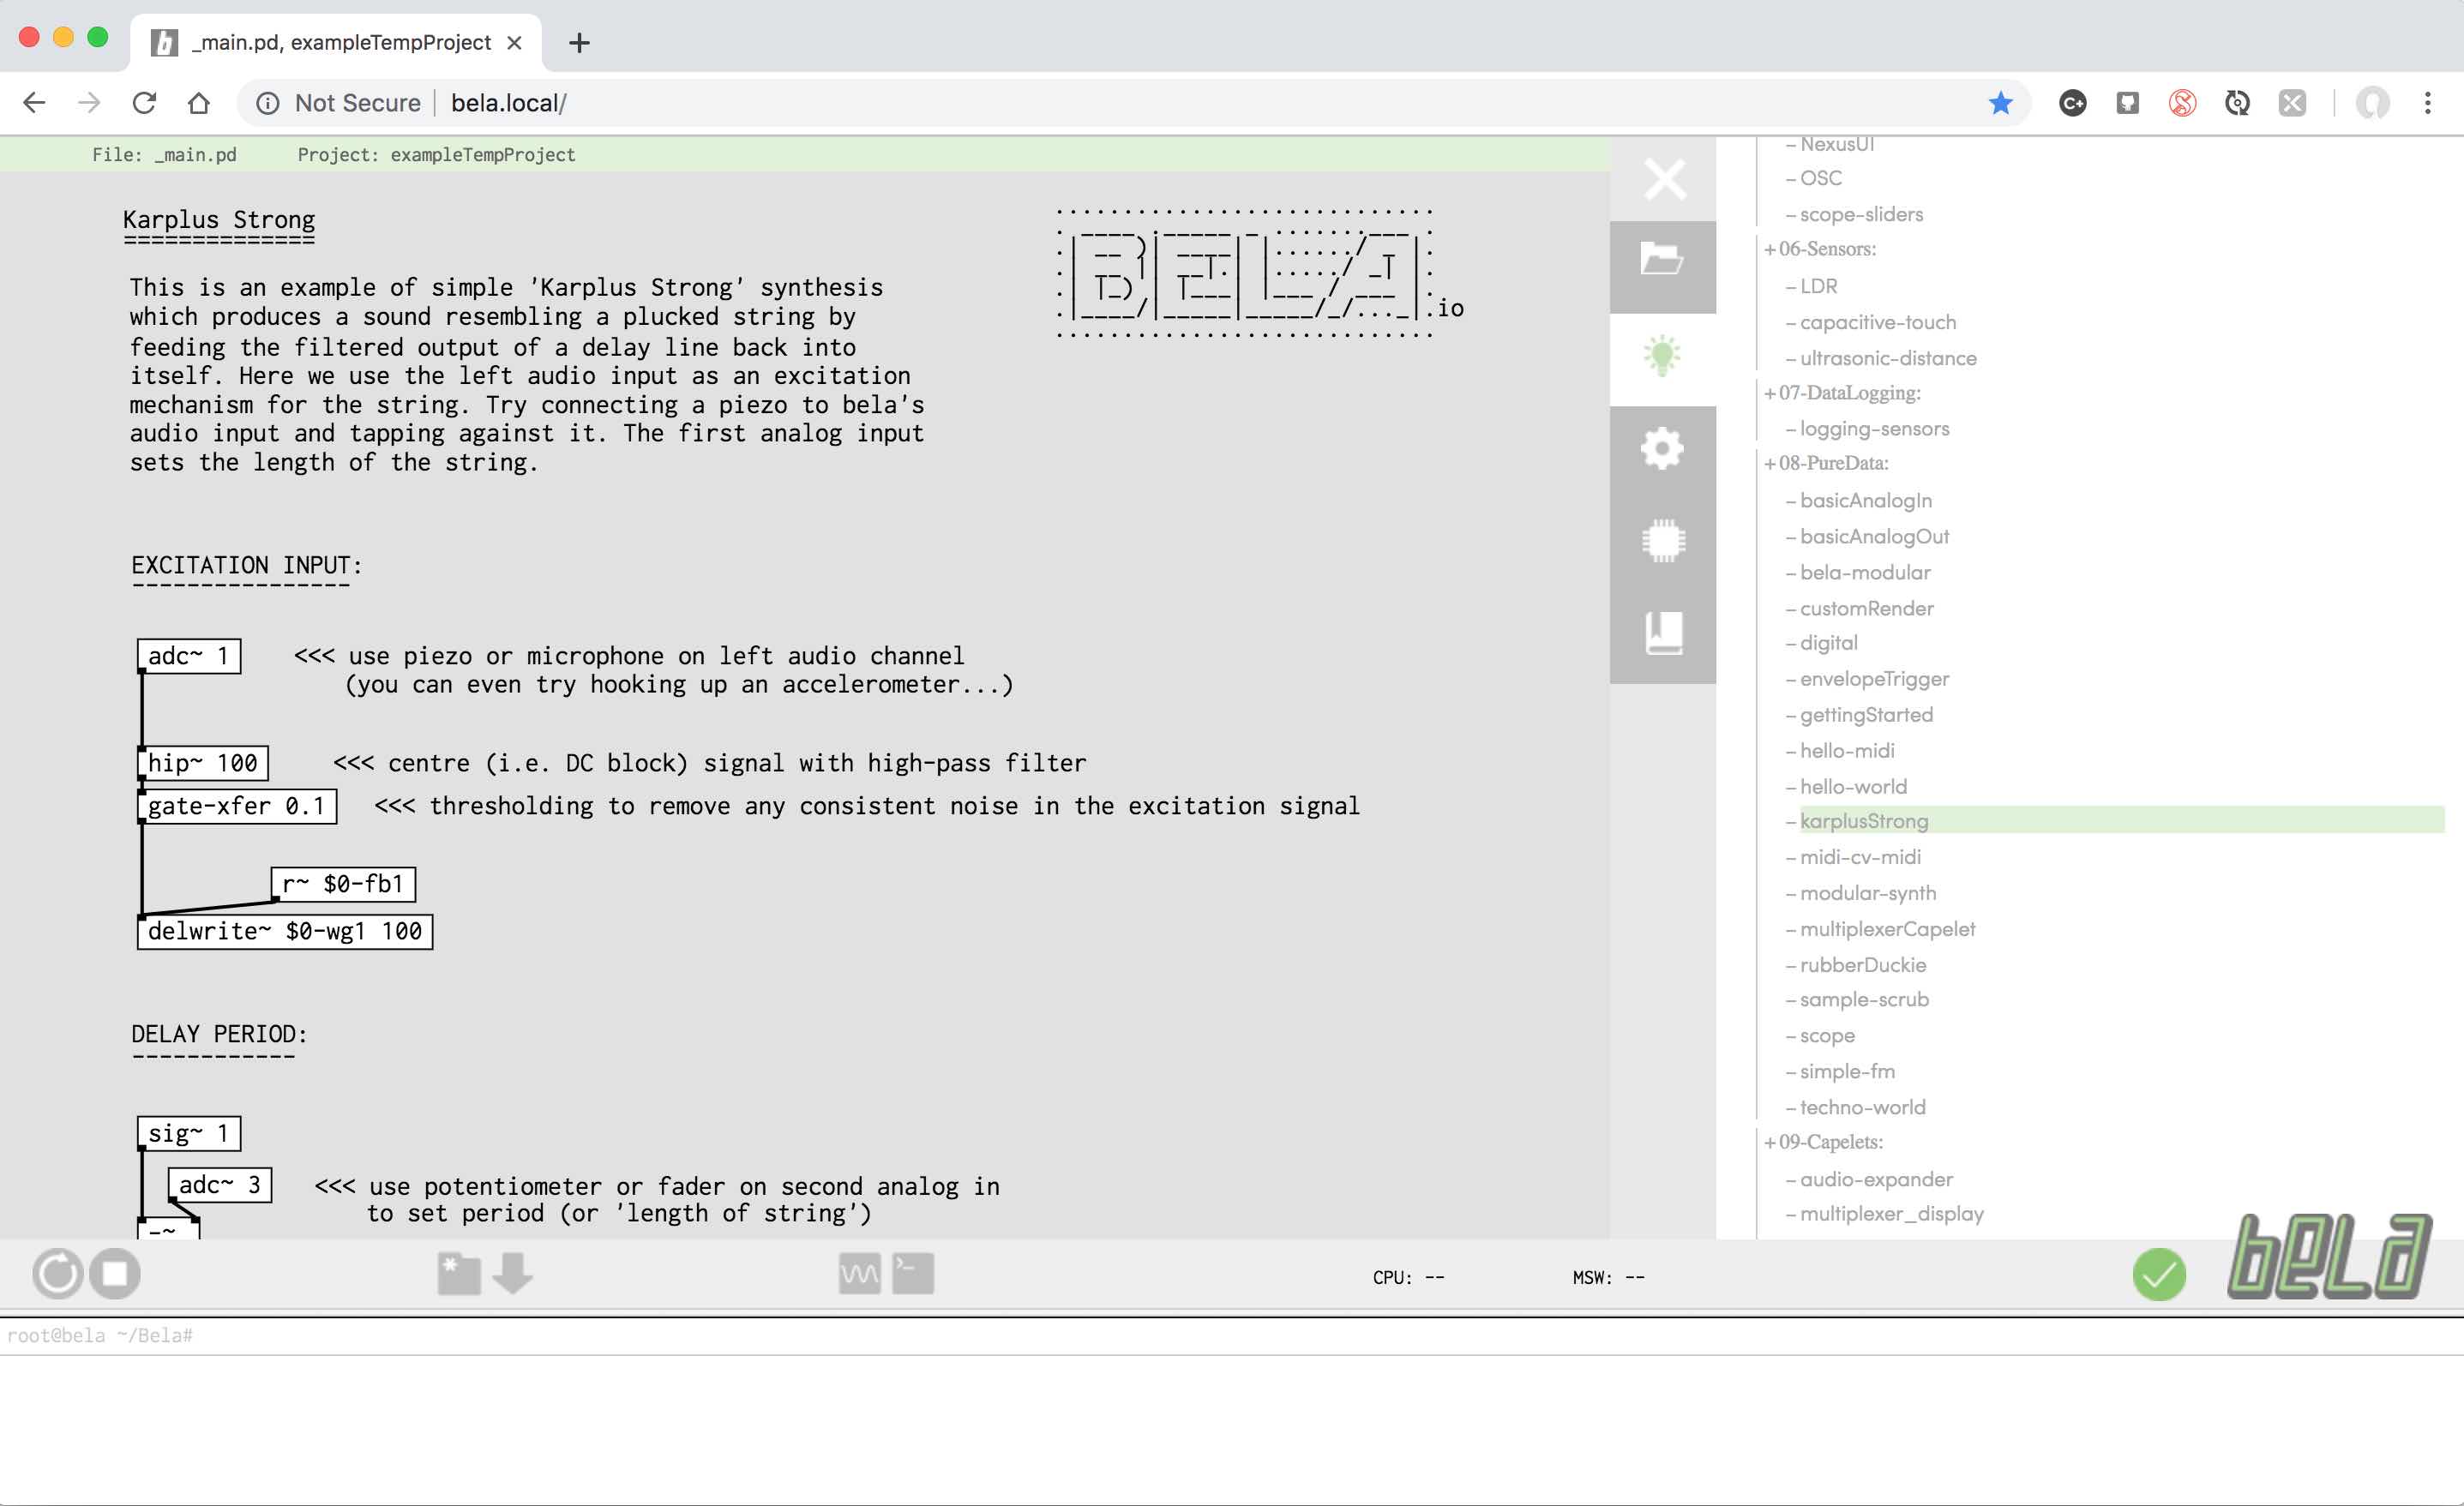 _main.pd, exampleTempProject
Not Secure
bela.local/
File: _main.pd Project: exampleTempProject
Karplus Strong
==============
This is an example of simple 'Karplus Strong' synthesis
which produces a sound resembling a plucked string by
feeding the filtered output of a delay line back into
itself. Here we use the left audio input as an excitation
mechanism for the string. Try connecting a piezo to bela's
audio input and tapping against it. The first analog input
sets the length of the string.
.io
EXCITATION INPUT:
----------------
adc~ 1
<<< use piezo or microphone on left audio channel
(you can even try hooking up an accelerometer...)
hip~ 100
<<< centre (i.e. DC block) signal with high-pass filter
gate-xfer 0.1
<<< thresholding to remove any consistent noise in the excitation signal
r~ $0-fb1
delwrite~ $0-wg1 100
DELAY PERIOD:
------------
sig~ 1
adc~ 3
<<< use potentiometer or fader on second analog in
to set period (or 'length of string')
-~
– NexusUI
– OSC
– scope-sliders
+ 06-Sensors:
– LDR
– capacitive-touch
– ultrasonic-distance
+ 07-DataLogging:
– logging-sensors
+ 08-PureData:
– basicAnalogIn
– basicAnalogOut
– bela-modular
– customRender
– digital
– envelopeTrigger
– gettingStarted
– hello-midi
– hello-world
– karplusStrong
– midi-cv-midi
– modular-synth
– multiplexerCapelet
– rubberDuckie
– sample-scrub
– scope
– simple-fm
– techno-world
+ 09-Capelets:
– audio-expander
– multiplexer_display
CPU: --
MSW: --
beLa
root@bela ~/Bela#